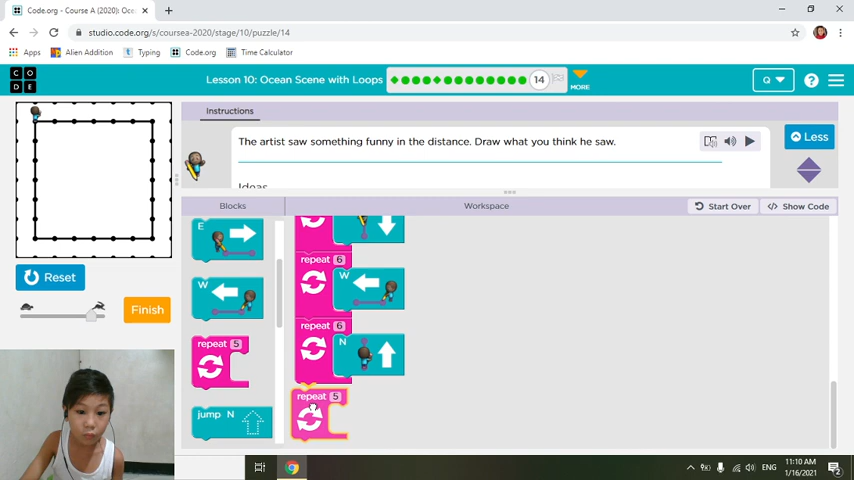 Code.org - Course A (2020): Oce
studio.code.org/s/coursea-2020/stage/10/puzzle/14
Apps Alien Addition Typing Code.org Time Calculator
C O
D E
Lesson 10: Ocean Scene with Loops
14
MORE
Q
Instructions
The artist saw something funny in the distance. Draw what you think he saw.
Ideas
Less
Blocks
Workspace
Start Over
Show Code
E
W
repeat 5
jump N
repeat 6
W
repeat 6
N
repeat 5
Reset
Finish
ENG
11:10 AM
1/16/2021
2